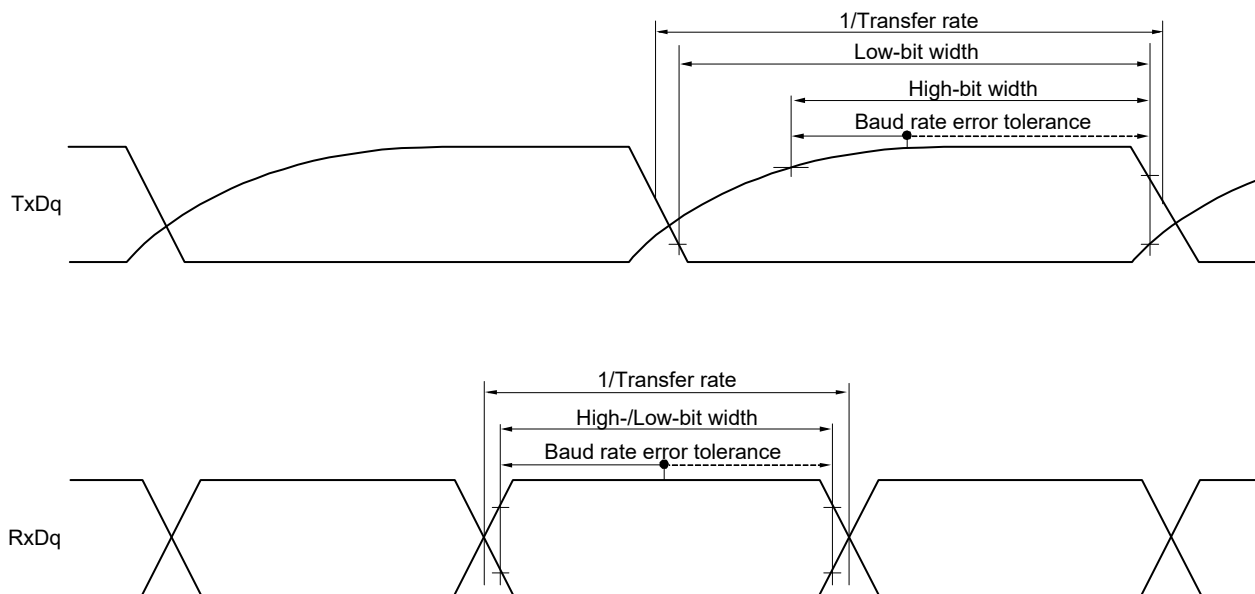 1/Transfer rate
Low-bit width
High-bit width
Baud rate error tolerance
TxDq
1/Transfer rate
High-/Low-bit width
Baud rate error tolerance
RxDq